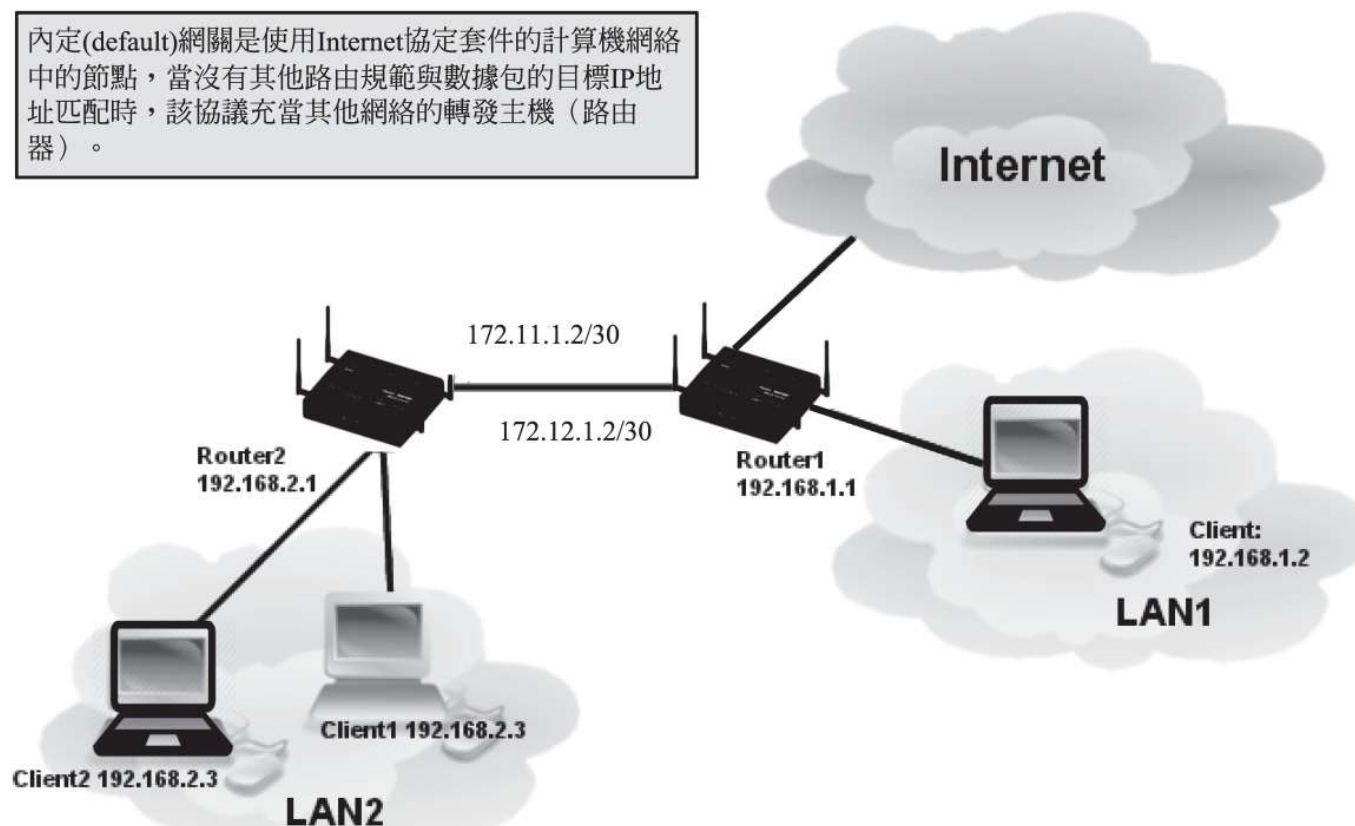 內定(default)網關是使用Internet協定套件的計算機網絡
中的節點，當沒有其他路由規範與數據包的目標IP地
址匹配時，該協議充當其他網絡的轉發主機（路由
器）。
Internet
172.11.1.2/30
172.12.1.2/30
Router2
192.168.2.1
Router1
192.168.1.1
Client:
192.168.1.2
LAN1
Client1 192.168.2.3
Client2 192.168.2.3
LAN2